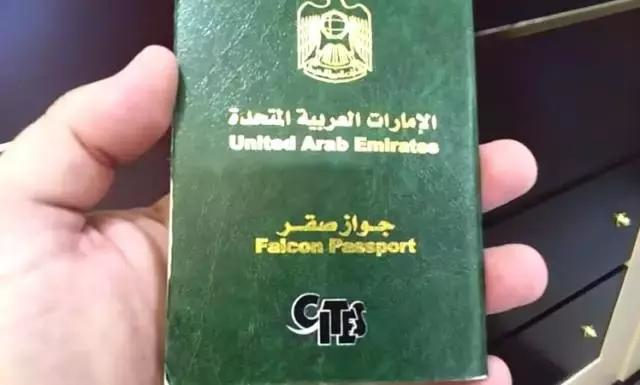 الإمارات العربية المتحدة
United Arab Emirates
جواز صقر
Falcon Passport
CITES